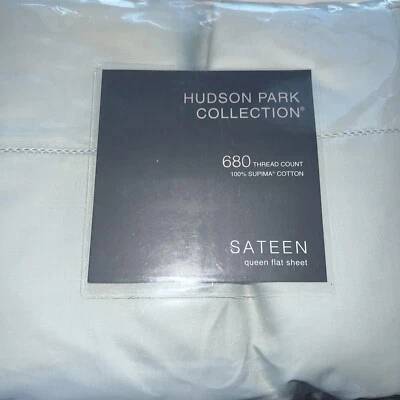 HUDSON PARK
COLLECTION®
680 THREAD COUNT
100% SUPIMA® COTTON
SATEEN
queen flat sheet